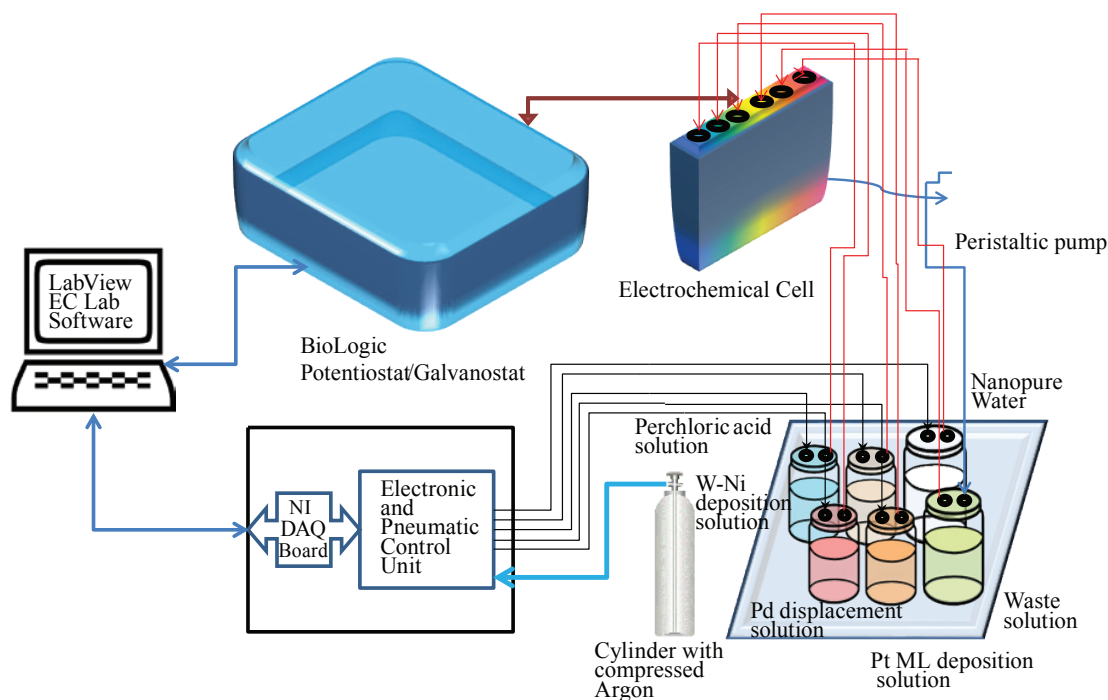 LabView
EC Lab
Software
BioLogic
Potentiostat/Galvanostat
Electrochemical Cell
Peristaltic pump
Nanopure
Water
Perchloric acid
solution
W-Ni
deposition
solution
NI
DAQ
Board
Electronic
and
Pneumatic
Control
Unit
Cylinder with
compressed
Argon
Pd displacement
solution
Waste
solution
Pt ML deposition
solution